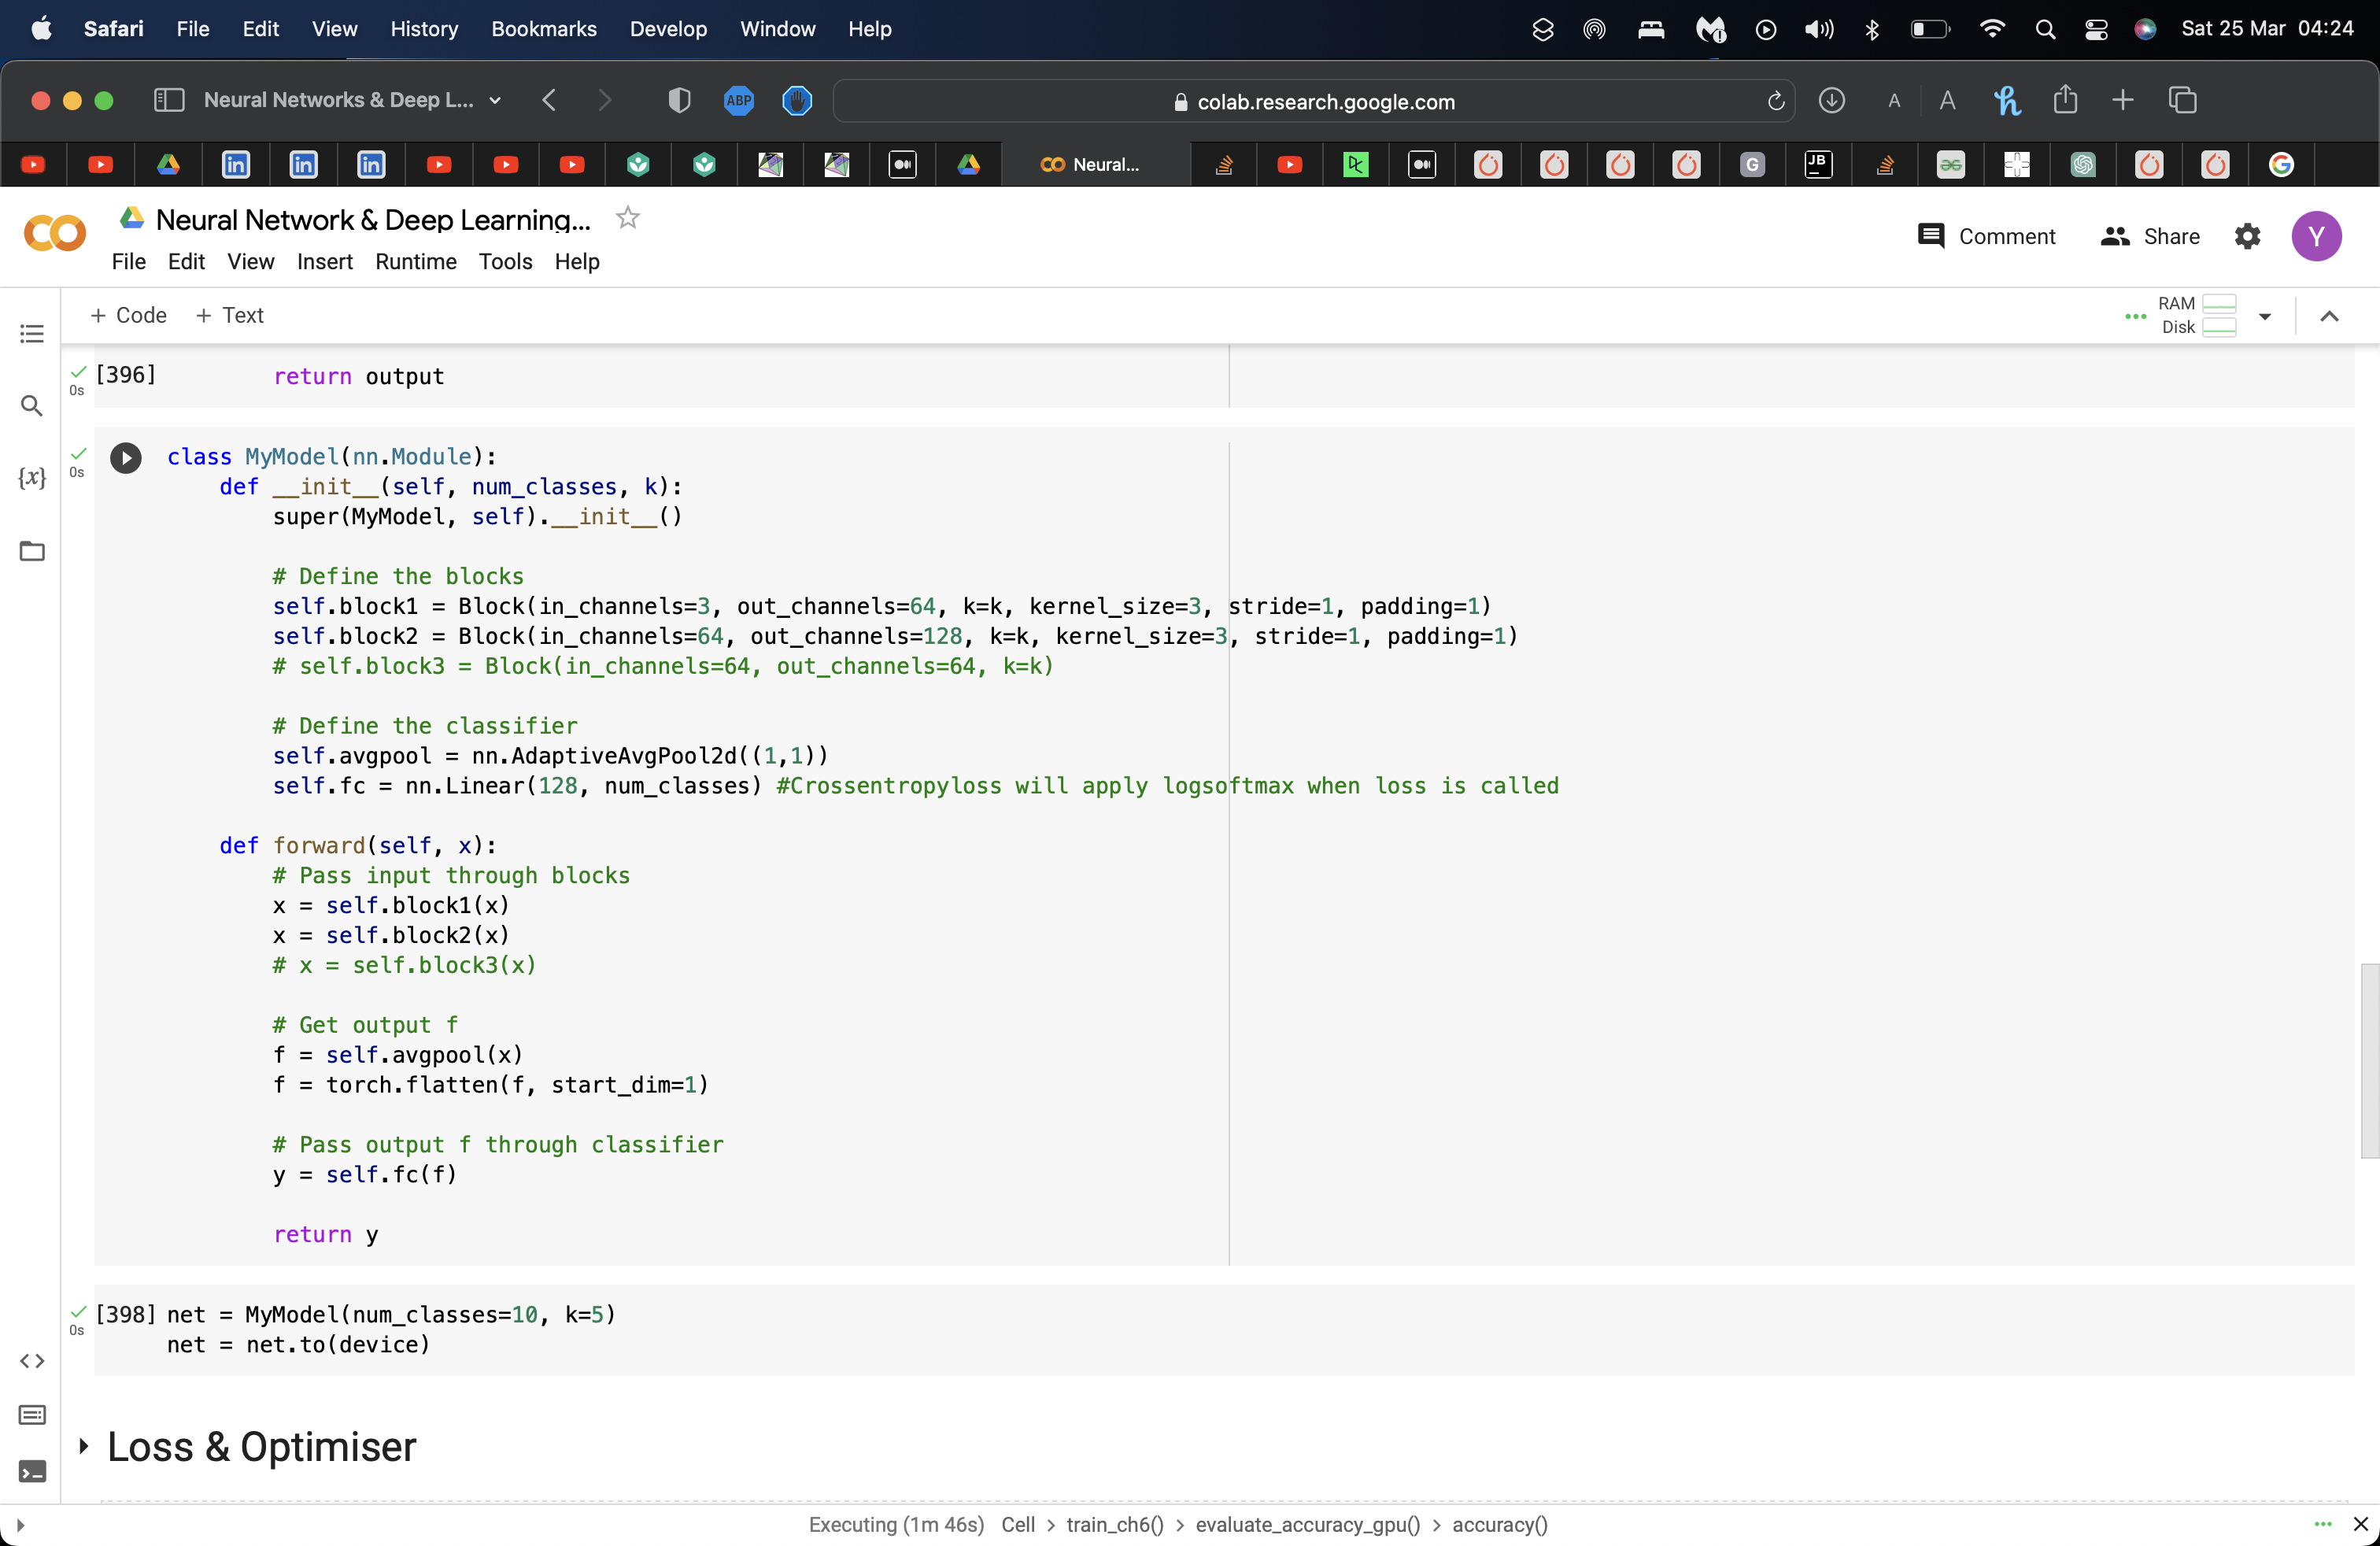 Safari File Edit View History Bookmarks Develop Window Help Sat 25 Mar 04:24
Neural Networks & Deep L... ABP colab.research.google.com A A
Neural... G JB
Neural Network & Deep Learning...
File Edit View Insert Runtime Tools Help
Comment Share Y
+ Code + Text RAM
Disk
[396] return output
0s
class MyModel(nn.Module):
0s
def __init__(self, num_classes, k):
super(MyModel, self).__init__()
# Define the blocks
self.block1 = Block(in_channels=3, out_channels=64, k=k, kernel_size=3, stride=1, padding=1)
self.block2 = Block(in_channels=64, out_channels=128, k=k, kernel_size=3, stride=1, padding=1)
# self.block3 = Block(in_channels=64, out_channels=64, k=k)
# Define the classifier
self.avgpool = nn.AdaptiveAvgPool2d((1,1))
self.fc = nn.Linear(128, num_classes) #Crossentropyloss will apply logsoftmax when loss is called
def forward(self, x):
# Pass input through blocks
x = self.block1(x)
x = self.block2(x)
# x = self.block3(x)
# Get output f
f = self.avgpool(x)
f = torch.flatten(f, start_dim=1)
# Pass output f through classifier
y = self.fc(f)
return y
[398] net = MyModel(num_classes=10, k=5)
0s
net = net.to(device)
Loss & Optimiser
Executing (1m 46s) Cell > train_ch6() > evaluate_accuracy_gpu() > accuracy()